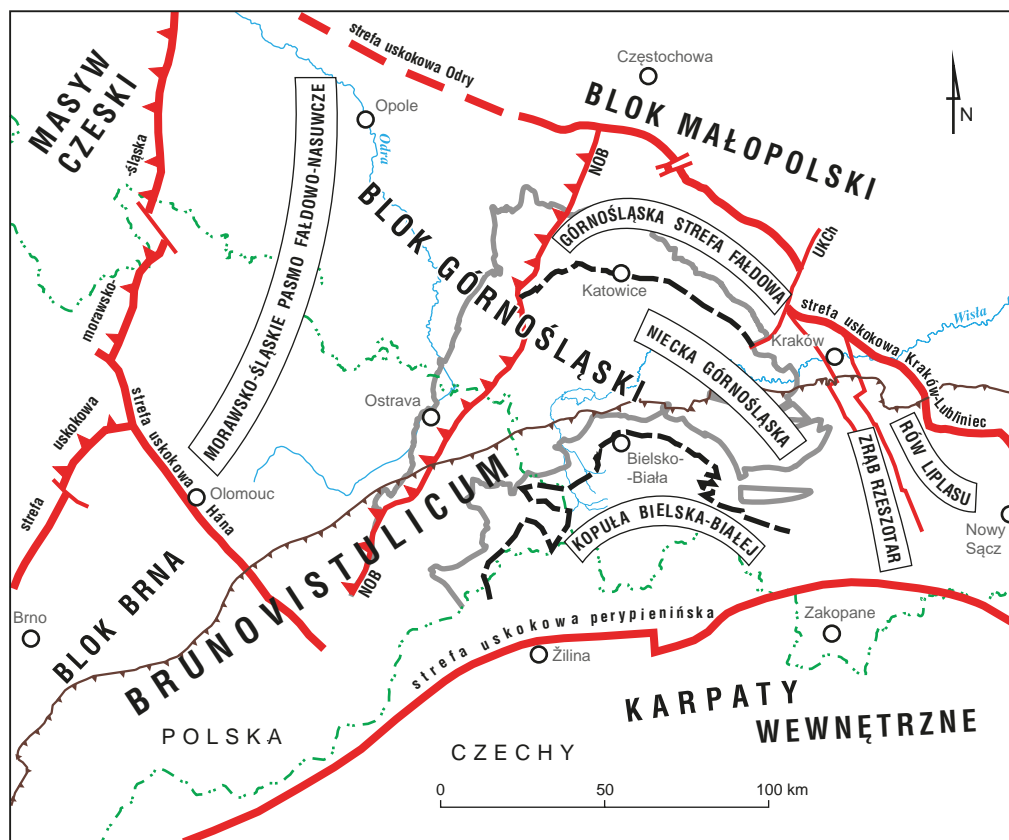 strefa uskokowa Odry
Częstochowa
MASYW
CZESKI
BLOK MAŁOPOLSKI
N
Opole
Odra
-śląska
NOB
MORAWSKO-ŚLĄSKIE PASMO FAŁDOWO-NASUWCZE
BLOK GÓRNOŚLĄSKI
GÓRNOŚLĄSKA STREFA FAŁDOWA
UKCh
morawsko-
Katowice
Wisła
strefa uskokowa Kraków-Lubliniec
Kraków
NIECKA GÓRNOŚLĄSKA
Ostrava
uskokowa
strefa uskokowa
Hána
Bielsko-
-Biała
ZRĄB RZESZOTAR
RÓW LIPLASU
strefa
Olomouc
KOPUŁA BIELSKA-BIAŁEJ
Nowy
Sącz
NOB
BLOK BRNA
BRUNOVISTULICUM
Brno
strefa uskokowa perypienińska
Zakopane
Žilina
KARPATY
WEWNĘTRZNE
POLSKA
CZECHY
0 50 100 km